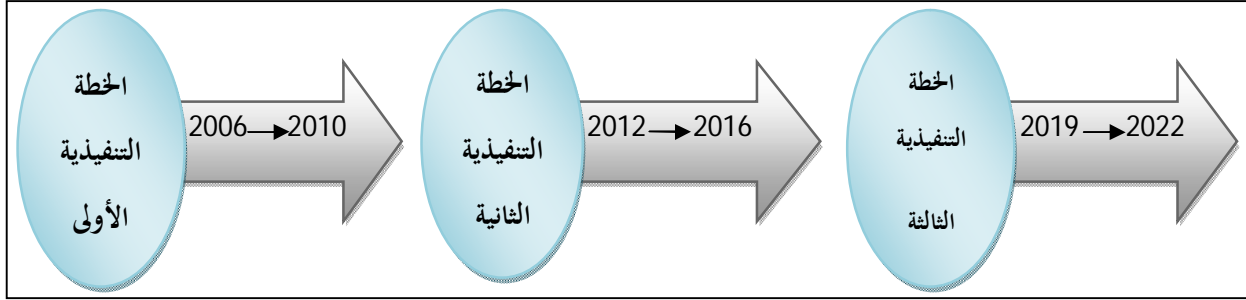 الخطة
التنفيذية
الأولى
2006→2010
الخطة
التنفيذية
الثانية
2012→2016
الخطة
التنفيذية
الثالثة
2019→2022